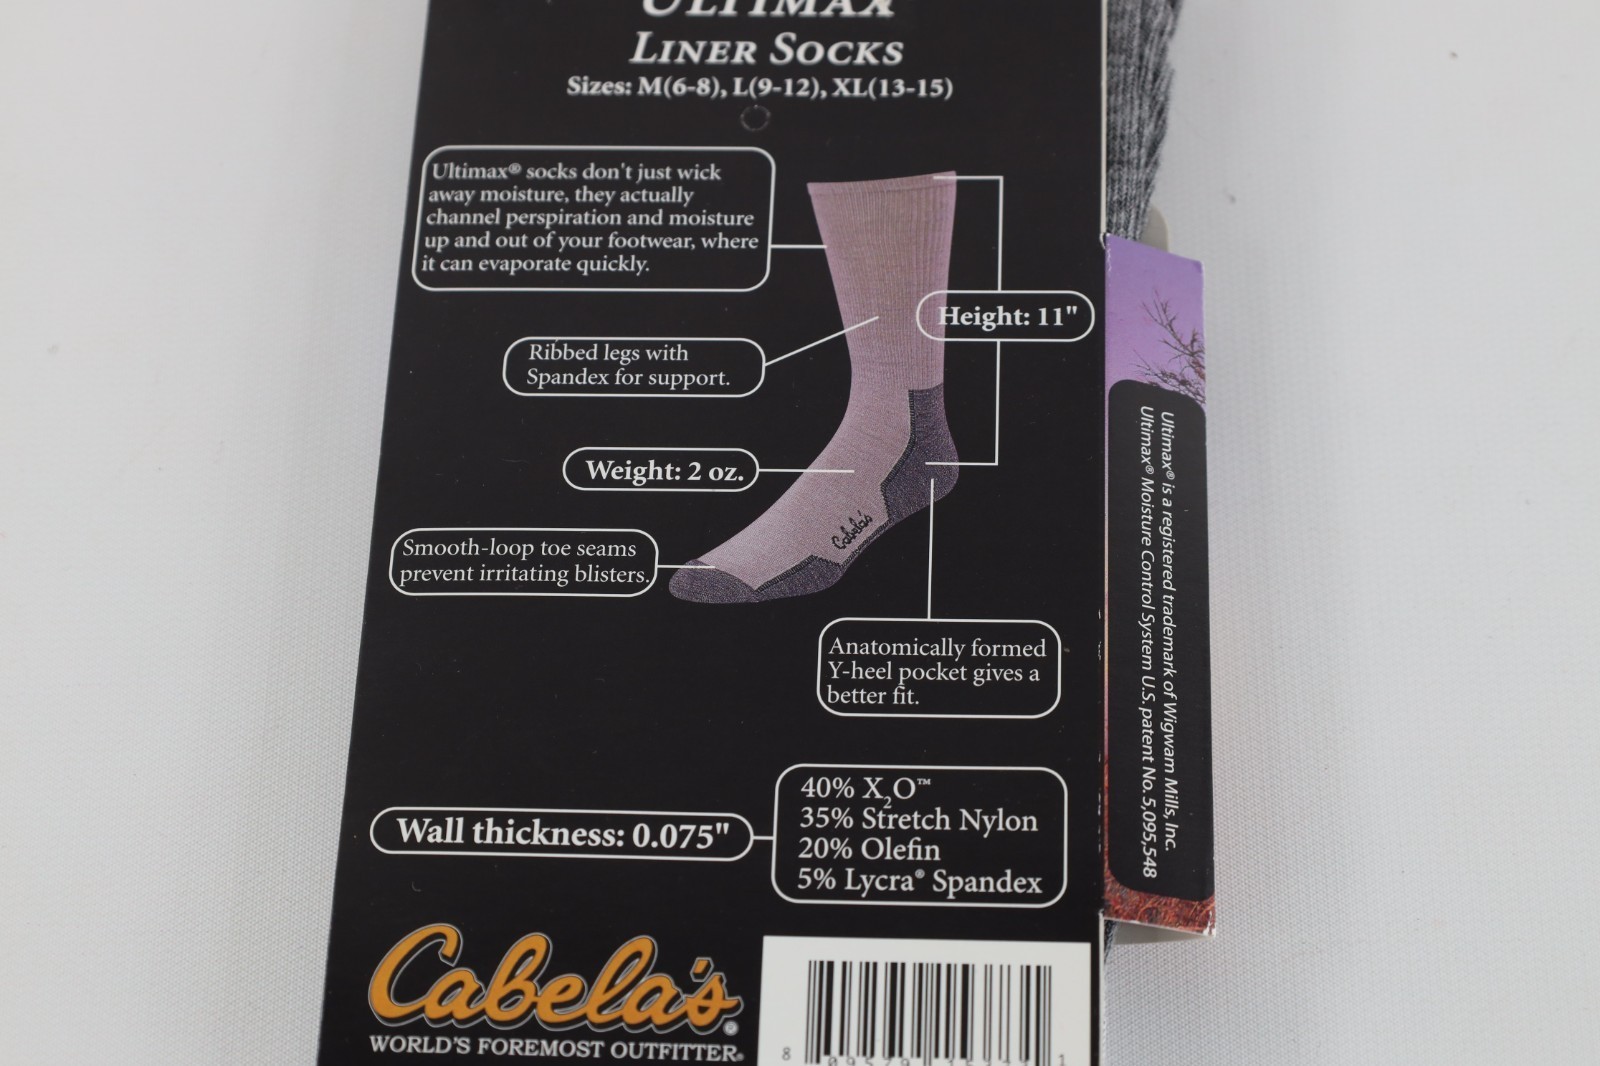 ULTIMAX
LINER SOCKS
Sizes: M(6-8), L(9-12), XL(13-15)
Ultimax® socks don't just wick
away moisture, they actually
channel perspiration and moisture
up and out of your footwear, where
it can evaporate quickly.
Height: 11"
Ribbed legs with
Spandex for support.
Weight: 2 oz.
Cabela's
Smooth-loop toe seams
prevent irritating blisters.
Anatomically formed
Y-heel pocket gives a
better fit.
Wall thickness: 0.075"
40% X₂O™
35% Stretch Nylon
20% Olefin
5% Lycra® Spandex
Cabela's®
WORLD'S FOREMOST OUTFITTER®
8
1
Ultimax® is a registered trademark of Wigwam Mills, Inc.
Ultimax® Moisture Control System U.S. patent No. 5,095,548